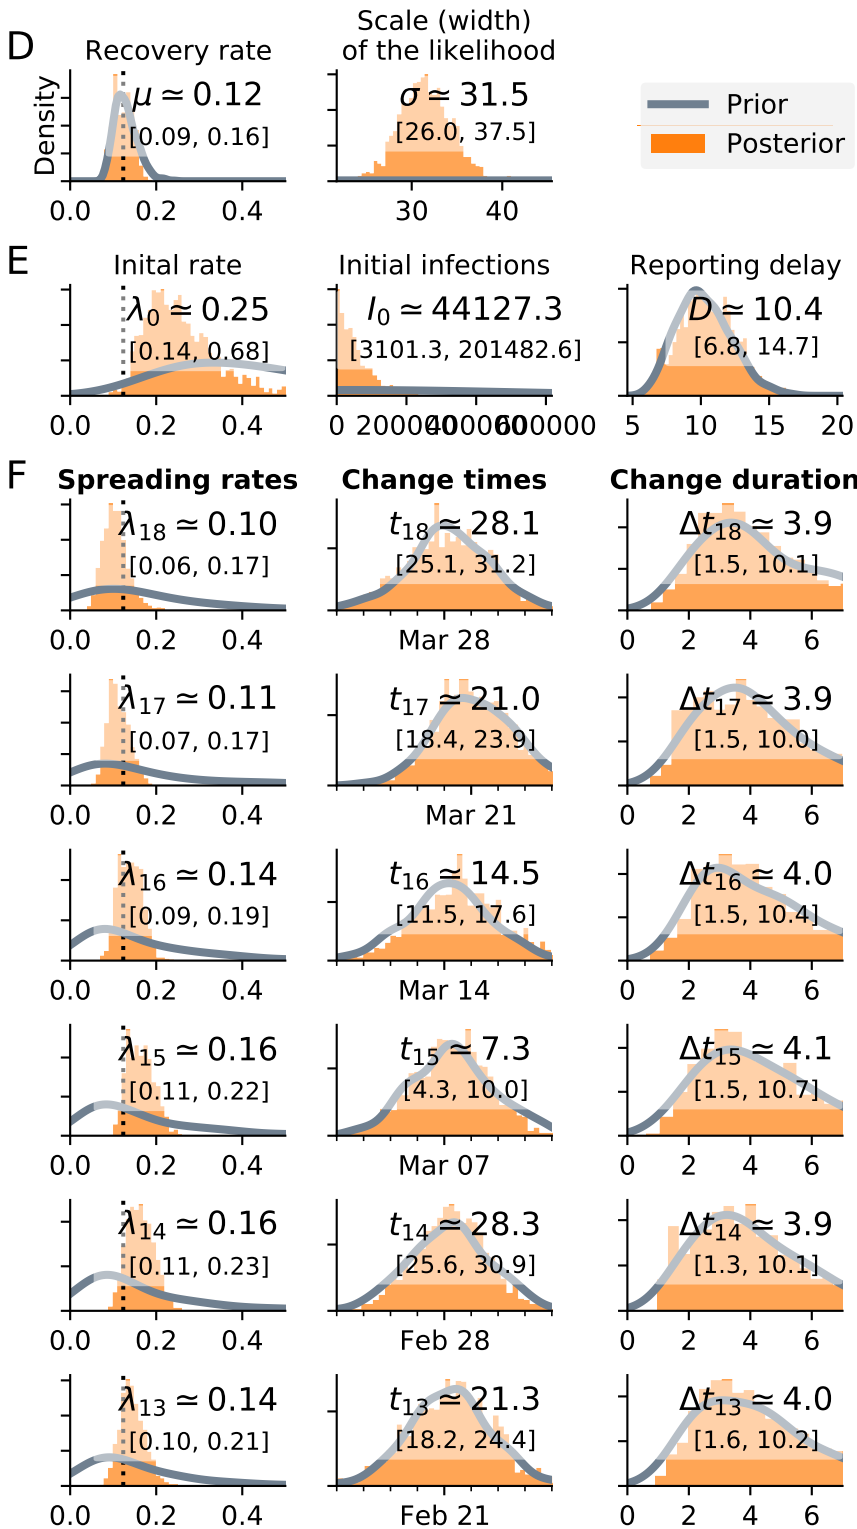 D
Recovery rate
Density
μ ≃ 0.12
[0.09, 0.16]
0.0 0.2 0.4
Scale (width)
of the likelihood
σ ≃ 31.5
[26.0, 37.5]
30 40
Prior
Posterior
E
Inital rate
λ0 ≃ 0.25
[0.14, 0.68]
0.0 0.2 0.4
Initial infections
I0 ≃ 44127.3
[3101.3, 201482.6]
0 200000 400000 600000
Reporting delay
D ≃ 10.4
[6.8, 14.7]
5 10 15 20
F
Spreading rates Change times Change duration
λ18 ≃ 0.10
[0.06, 0.17]
0.0 0.2 0.4
t18 ≃ 28.1
[25.1, 31.2]
Mar 28
Δt18 ≃ 3.9
[1.5, 10.1]
0 2 4 6
λ17 ≃ 0.11
[0.07, 0.17]
0.0 0.2 0.4
t17 ≃ 21.0
[18.4, 23.9]
Mar 21
Δt17 ≃ 3.9
[1.5, 10.0]
0 2 4 6
λ16 ≃ 0.14
[0.09, 0.19]
0.0 0.2 0.4
t16 ≃ 14.5
[11.5, 17.6]
Mar 14
Δt16 ≃ 4.0
[1.5, 10.4]
0 2 4 6
λ15 ≃ 0.16
[0.11, 0.22]
0.0 0.2 0.4
t15 ≃ 7.3
[4.3, 10.0]
Mar 07
Δt15 ≃ 4.1
[1.5, 10.7]
0 2 4 6
λ14 ≃ 0.16
[0.11, 0.23]
0.0 0.2 0.4
t14 ≃ 28.3
[25.6, 30.9]
Feb 28
Δt14 ≃ 3.9
[1.3, 10.1]
0 2 4 6
λ13 ≃ 0.14
[0.10, 0.21]
0.0 0.2 0.4
t13 ≃ 21.3
[18.2, 24.4]
Feb 21
Δt13 ≃ 4.0
[1.6, 10.2]
0 2 4 6